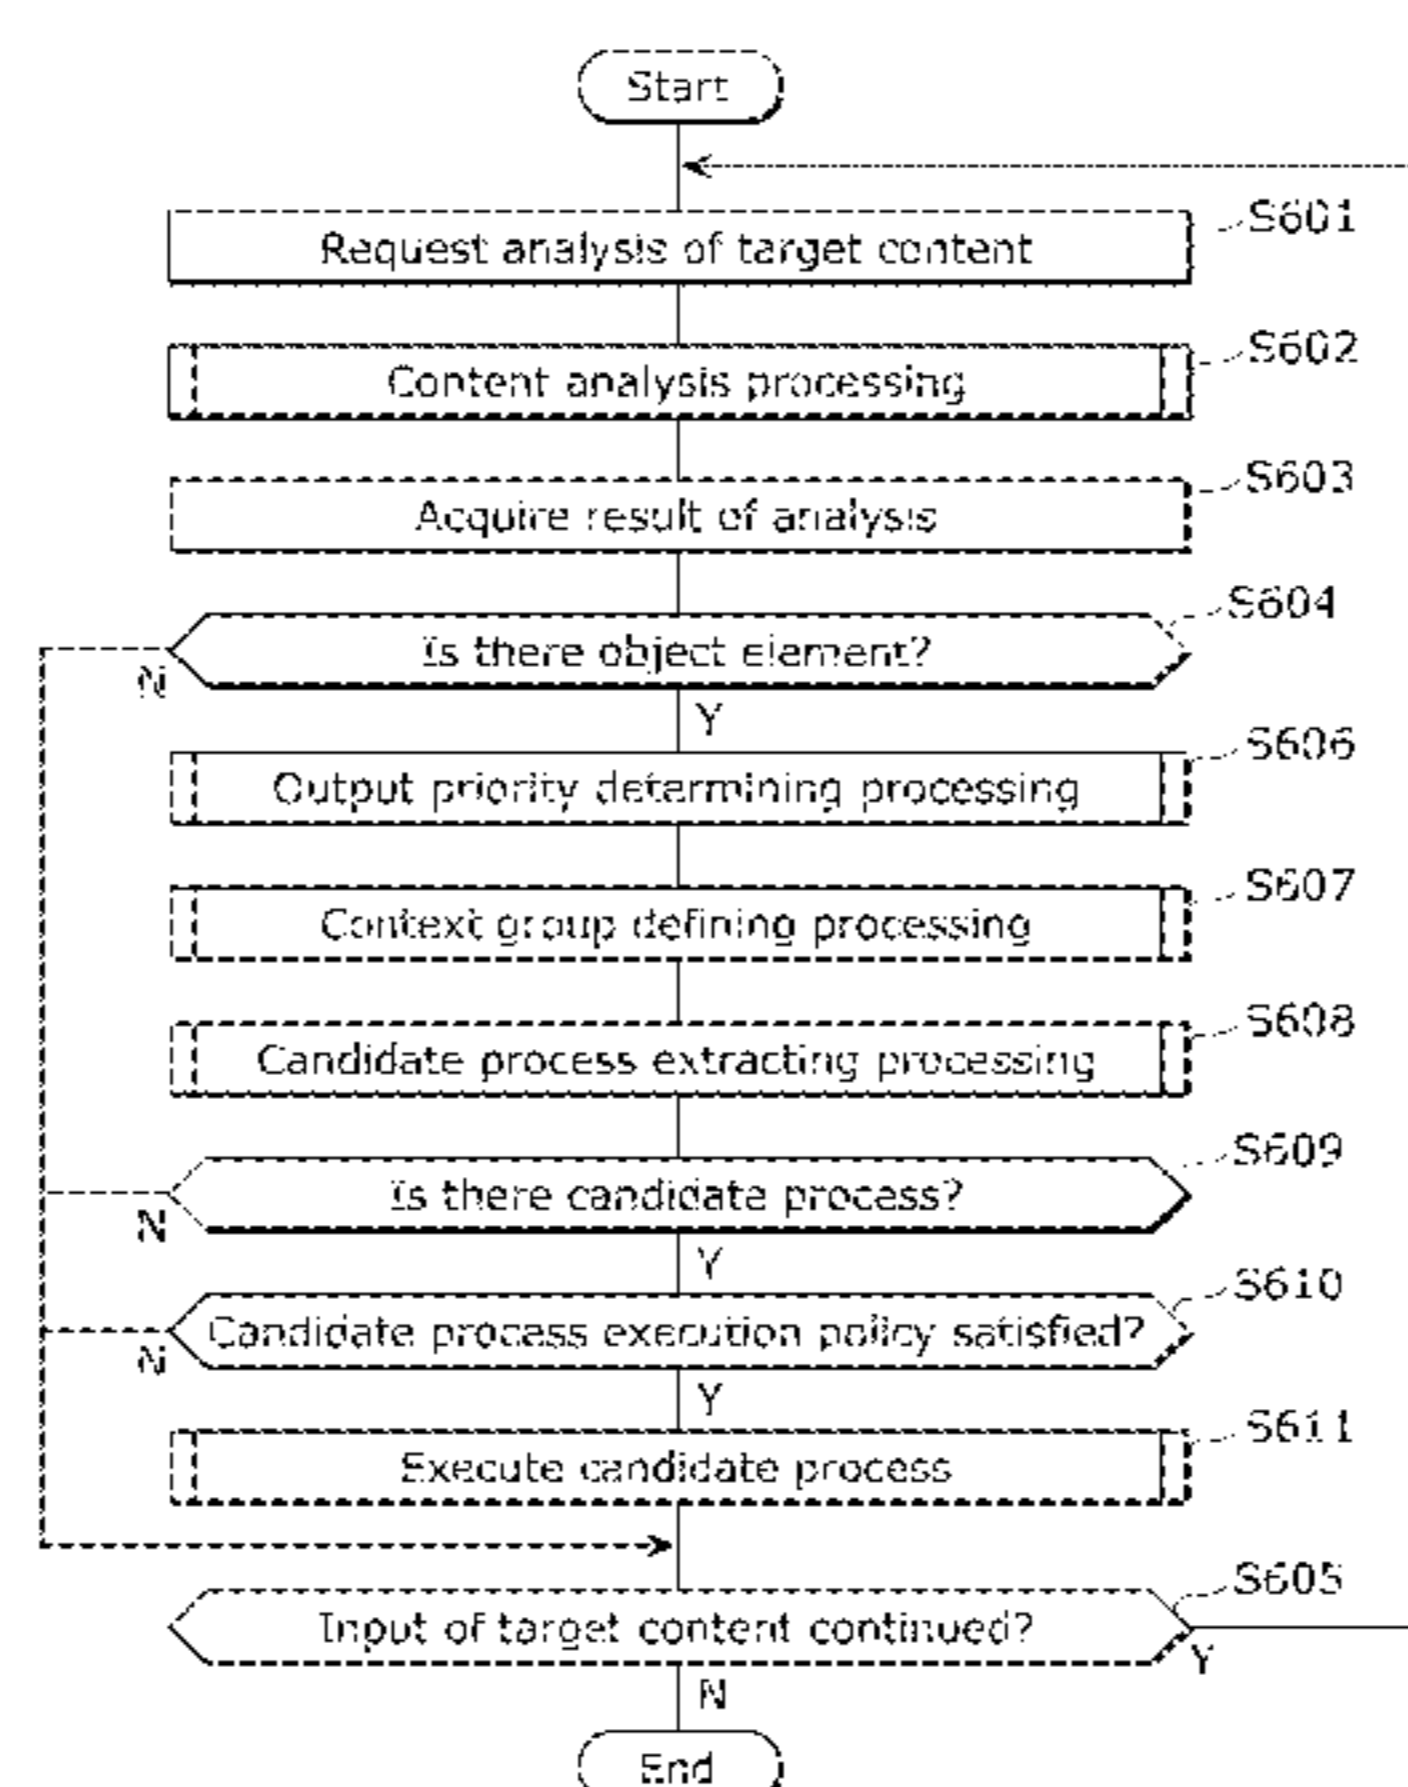 Start
S601
Request analysis of target content
S602
Content analysis processing
S603
Acquire result of analysis
S604
Is there object element?
N
Y
S606
Output priority determining processing
S607
Context group defining processing
S608
Candidate process extracting processing
S609
Is there candidate process?
N
Y
S610
Candidate process execution policy satisfied?
N
Y
S611
Execute candidate process
S605
Input of target content continued?
Y
N
End